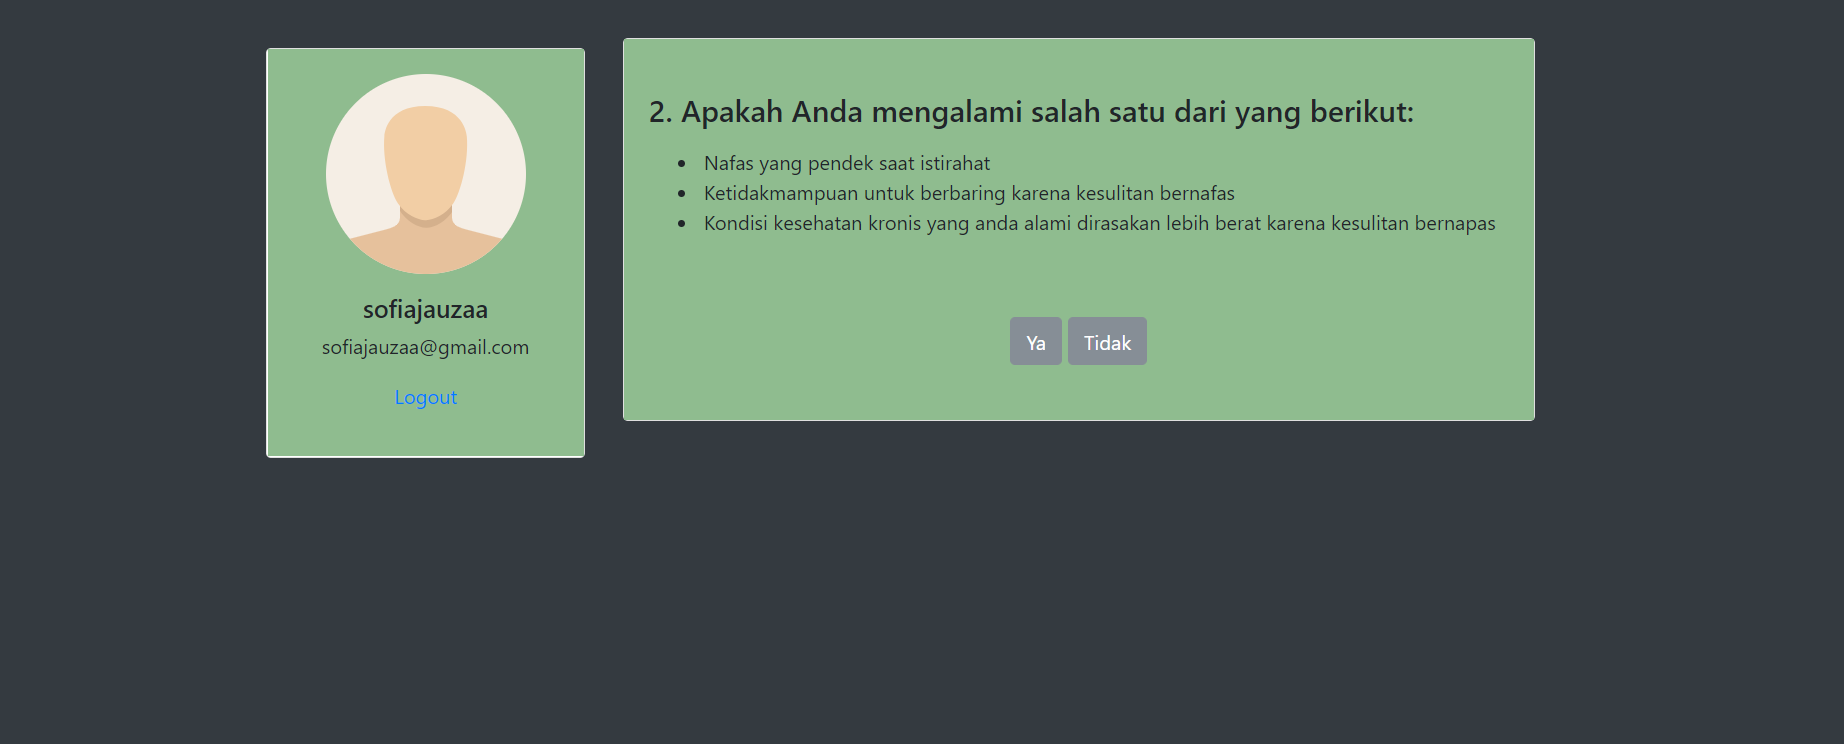 sofiajauzaa
sofiajauzaa@gmail.com
Logout
2. Apakah Anda mengalami salah satu dari yang berikut:
Nafas yang pendek saat istirahat
Ketidakmampuan untuk berbaring karena kesulitan bernafas
Kondisi kesehatan kronis yang anda alami dirasakan lebih berat karena kesulitan bernapas
Ya
Tidak